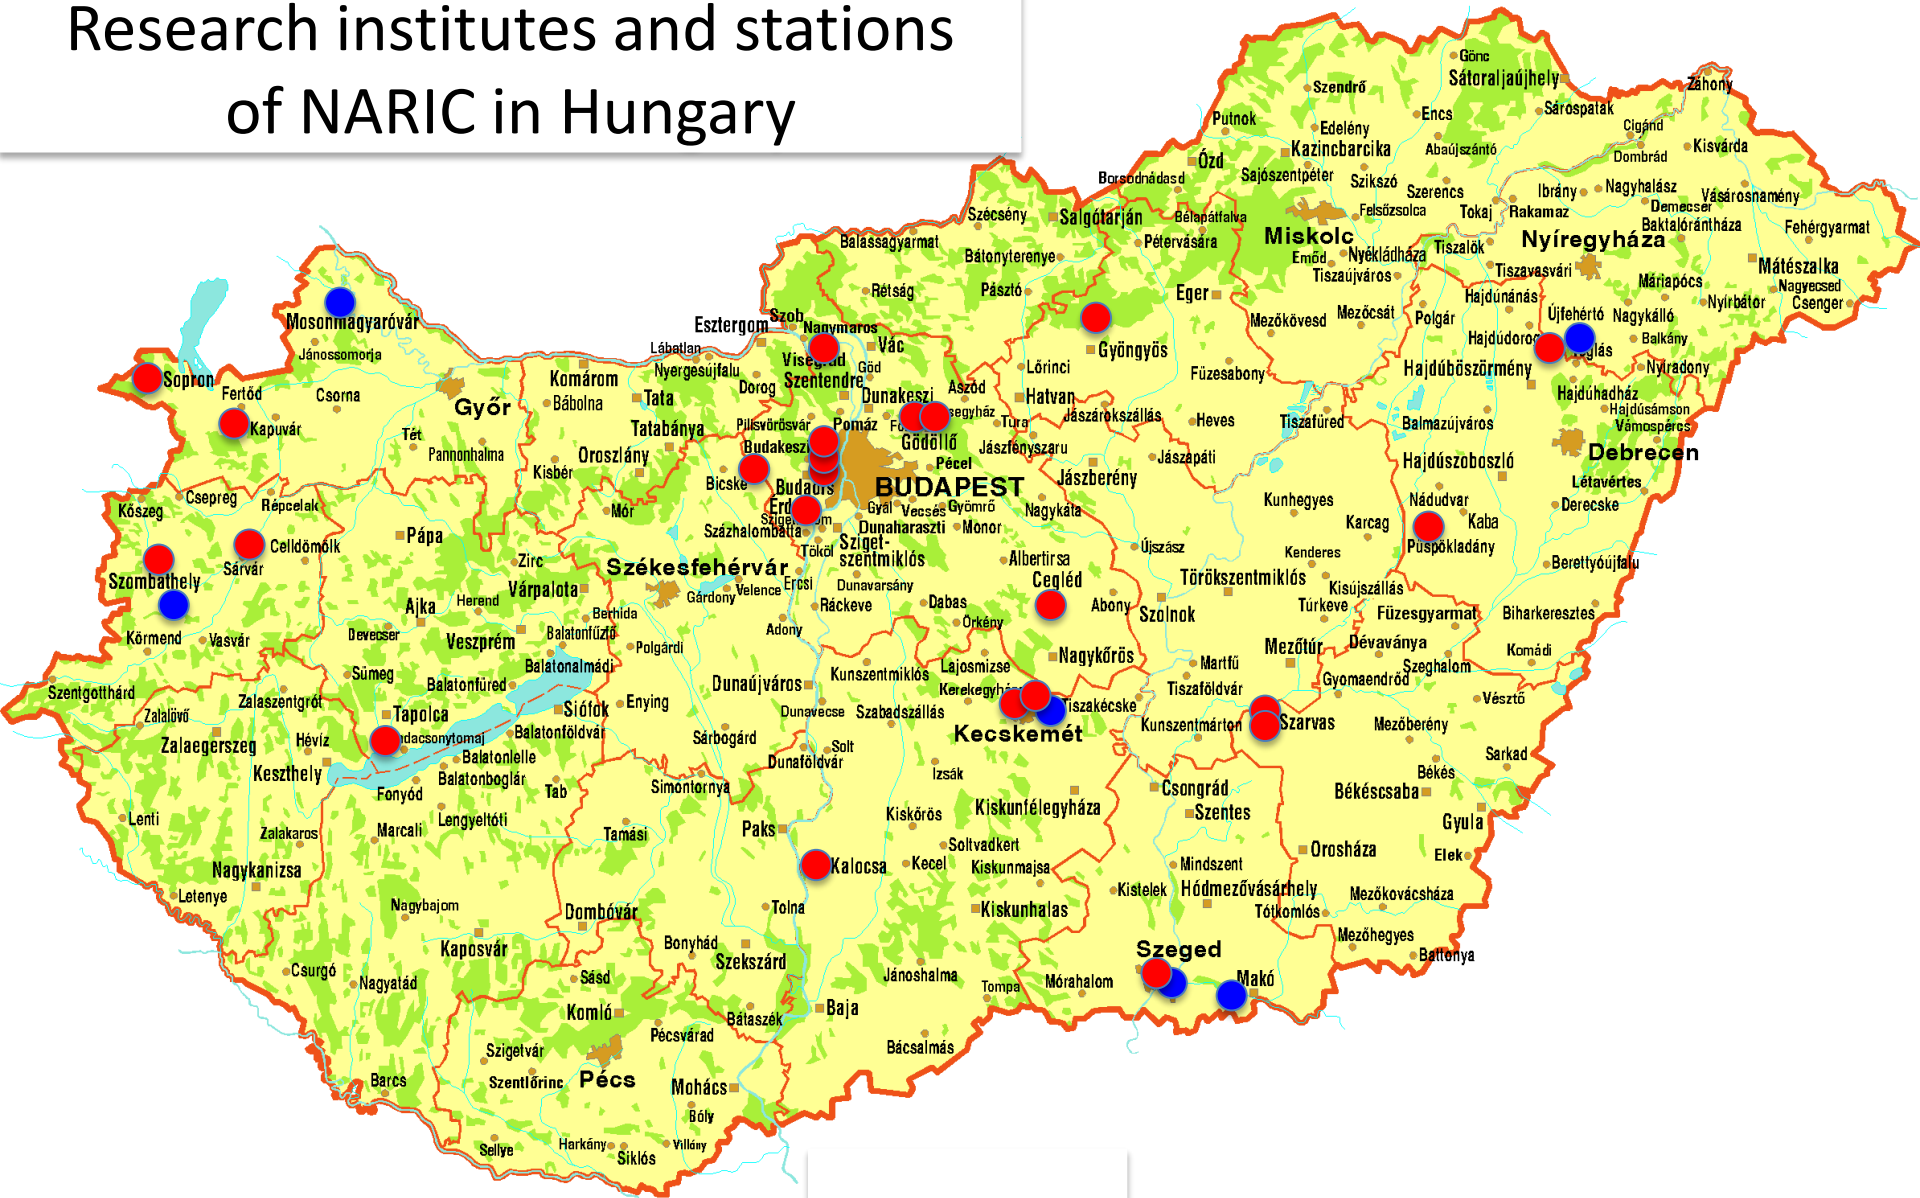 Research institutes and stations
of NARIC in Hungary
Gönc
Sátoraljaújhely
Záhony
Szendrő
Sárospatak
Encs
Putnok
Edelény
Cigánd
Kazincbarcika
Abaújszántó
Dombrád
Kisvárda
Ózd
Sajószentpéter
Borsodnádasd
Szikszó
Szerencs
Ibrány
Nagyhalász
Vásárosnamény
Szécsény
Salgótarján
Bélapátfalva
Felsőzsolca
Tokaj
Rakamaz
Demecser
Baktalórántháza
Fehérgyarmat
Balassagyarmat
Pétervására
Miskolc
Nyíregyháza
Bátonyterenye
Emőd
Nyékládháza
Tiszalök
Tiszaújváros
Tiszavasvári
Mátészalka
Rétság
Pásztó
Eger
Máriapócs
Nagyecsed
Hajdúnánás
Nyírbátor
Csenger
Mosonmagyaróvár
Esztergom
Szob
Nagymaros
Mezőkövesd
Mezőcsát
Polgár
Újfehértó
Nagykálló
Jánossomorja
Lábatlan
Visegrád
Vác
Gyöngyös
Hajdúdorog
Balkány
Nyergesújfalu
Göd
Lőrinci
Füzesabony
Hajdúböszörmény
Nyíradony
Sopron
Fertőd
Csorna
Komárom
Bábolna
Tata
Dorog
Szentendre
Dunakeszi
Aszód
Hatvan
Hajdúhadház
Győr
Jászárokszállás
Heves
Tiszafüred
Balmazújváros
Hajdúsámson
Vámospércs
Kapuvár
Tét
Tatabánya
Pilisvörösvár
Pomáz
Tura
Pannonhalma
Oroszlány
Budakeszi
Gödöllő
Jászfényszaru
Debrecen
Kisbér
Bicske
Pécel
Jászberény
Jászapáti
Hajdúszoboszló
Kőszeg
Csepreg
Répcelak
Budaörs
BUDAPEST
Létavértes
Mór
Érd
Gyál
Vecsés
Gyömrő
Nagykáta
Kunhegyes
Nádudvar
Derecske
Százhalombatta
Dunaharaszti
Monor
Karcag
Kaba
Pápa
Celldömölk
Tököl
Sziget-
szentmiklós
Újszász
Püspökladány
Sárvár
Zirc
Székesfehérvár
Albertirsa
Kenderes
Berettyóújfalu
Szombathely
Várpalota
Gárdony
Velence
Ercsi
Dunavarsány
Cegléd
Törökszentmiklós
Kisújszállás
Ajka
Herend
Berhida
Ráckeve
Dabas
Abony
Szolnok
Túrkeve
Füzesgyarmat
Biharkeresztes
Körmend
Vasvár
Devecser
Veszprém
Balatonfűzfő
Adony
Örkény
Mezőtúr
Dévaványa
Polgárdi
Nagykőrös
Komádi
Sümeg
Balatonalmádi
Lajosmizse
Martfű
Szeghalom
Szentgotthárd
Balatonfüred
Dunaújváros
Kunszentmiklós
Tiszaföldvár
Gyomaendrőd
Zalaszentgrót
Enying
Tiszakécske
Vésztő
Zalalövő
Tapolca
Siófok
Dunavecse
Szabadszállás
Kunszentmárton
Szarvas
Mezőberény
Zalaegerszeg
Hévíz
Balatonföldvár
Sárbogárd
Kecskemét
Solt
Dunaföldvár
Sarkad
Keszthely
Balatonlelle
Balatonboglár
Izsák
Békés
Fonyód
Tab
Simontornya
Csongrád
Békéscsaba
Lenti
Lengyeltóti
Kiskunfélegyháza
Szentes
Zalakaros
Marcali
Tamási
Paks
Kiskőrös
Gyula
Soltvadkert
Orosháza
Elek
Nagykanizsa
Kalocsa
Kecel
Kiskunmajsa
Mindszent
Letenye
Kistelek
Hódmezővásárhely
Mezőkovácsháza
Nagybajom
Dombóvár
Tolna
Kiskunhalas
Tótkomlós
Kaposvár
Bonyhád
Szeged
Mezőhegyes
Battonya
Csurgó
Szekszárd
Nagyatád
Sásd
Jánoshalma
Mórahalom
Makó
Tompa
Komló
Bátaszék
Baja
Pécsvárad
Szigetvár
Bácsalmás
Barcs
Szentlőrinc
Pécs
Mohács
Bóly
Sellye
Harkány
Siklós
Villány